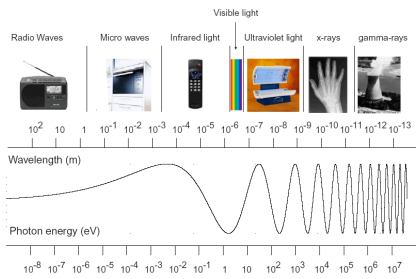 Visible light
Radio Waves Micro waves Infrared light Ultraviolet light x-rays gamma-rays
10² 10 1 10⁻¹ 10⁻² 10⁻³ 10⁻⁴ 10⁻⁵ 10⁻⁶ 10⁻⁷ 10⁻⁸ 10⁻⁹ 10⁻¹⁰ 10⁻¹¹ 10⁻¹² 10⁻¹³
Wavelength (m)
Photon energy (eV)
10⁻⁸ 10⁻⁷ 10⁻⁶ 10⁻⁵ 10⁻⁴ 10⁻³ 10⁻² 10⁻¹ 1 10 10² 10³ 10⁴ 10⁵ 10⁶ 10⁷